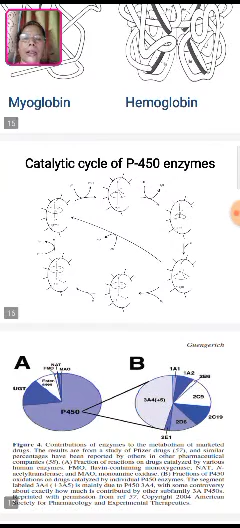 Myoglobin
Hemoglobin
15
Catalytic cycle of P-450 enzymes
15
Guengerich
A
B
NAT
FMO
MAO
Ester-
ases
UGT
P450
1A1
1A2
2B6
2C9
2C19
2D6
2E1
3A4(+5)
Figure 4. Contributions of enzymes to the metabolism of marketed
drugs. The results are from a study of Pfizer drugs (57), and similar
percentages have been reported by others in other pharmaceutical
companies (58). (A) Fraction of reactions on drugs catalyzed by various
human enzymes. FMO, flavin-containing monooxygenase; NAT, N-
acetyltransferase; and MAO, monoamine oxidase. (B) Fractions of P450
oxidations on drugs catalyzed by individual P450 enzymes. The segment
labeled 3A4 (+3A5) is mainly due to P450 3A4, with some controversy
about exactly how much is contributed by other subfamily 3A P450s.
Reprinted with permission from ref 57. Copyright 2004 American
Society for Pharmacology and Experimental Therapeutics.